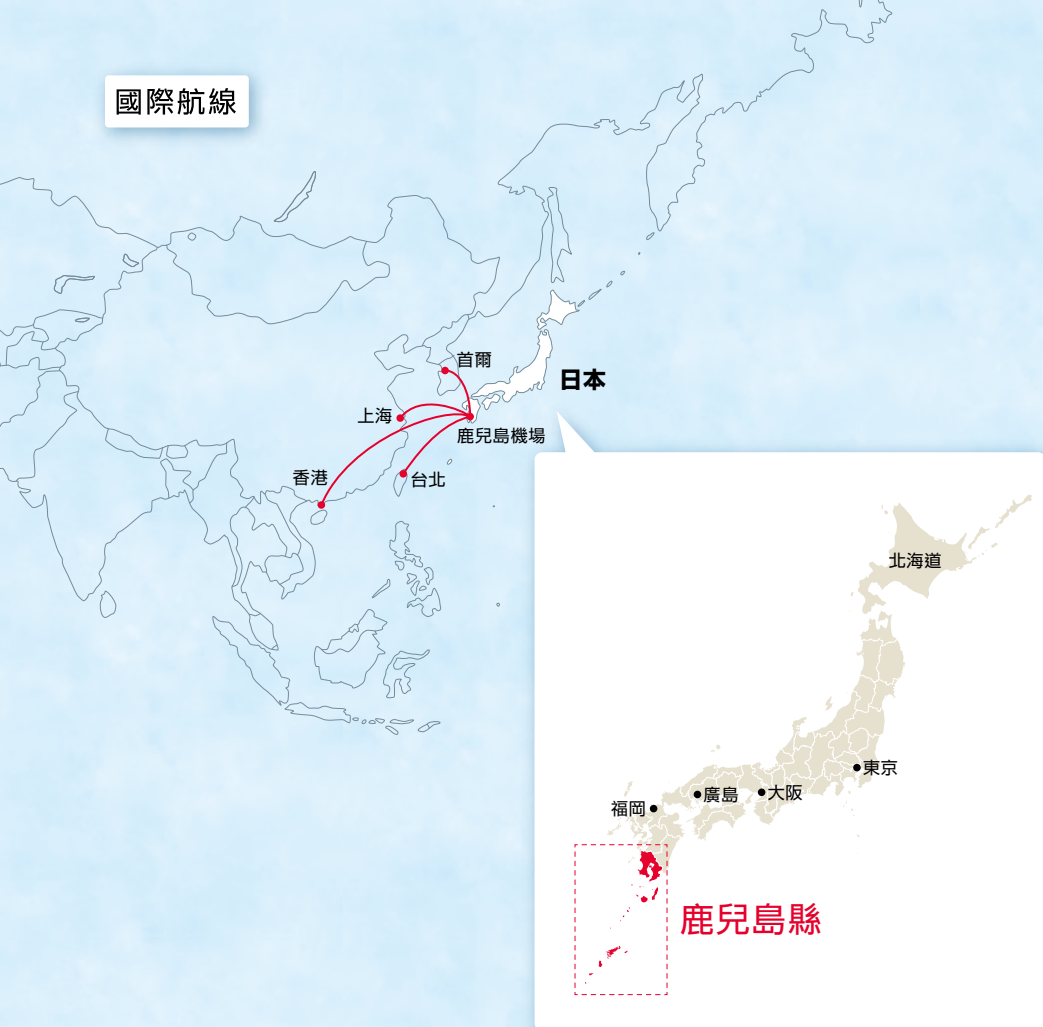 國際航線
首爾
日本
上海
鹿兒島機場
香港
台北
北海道
東京
大阪
廣島
福岡
鹿兒島縣